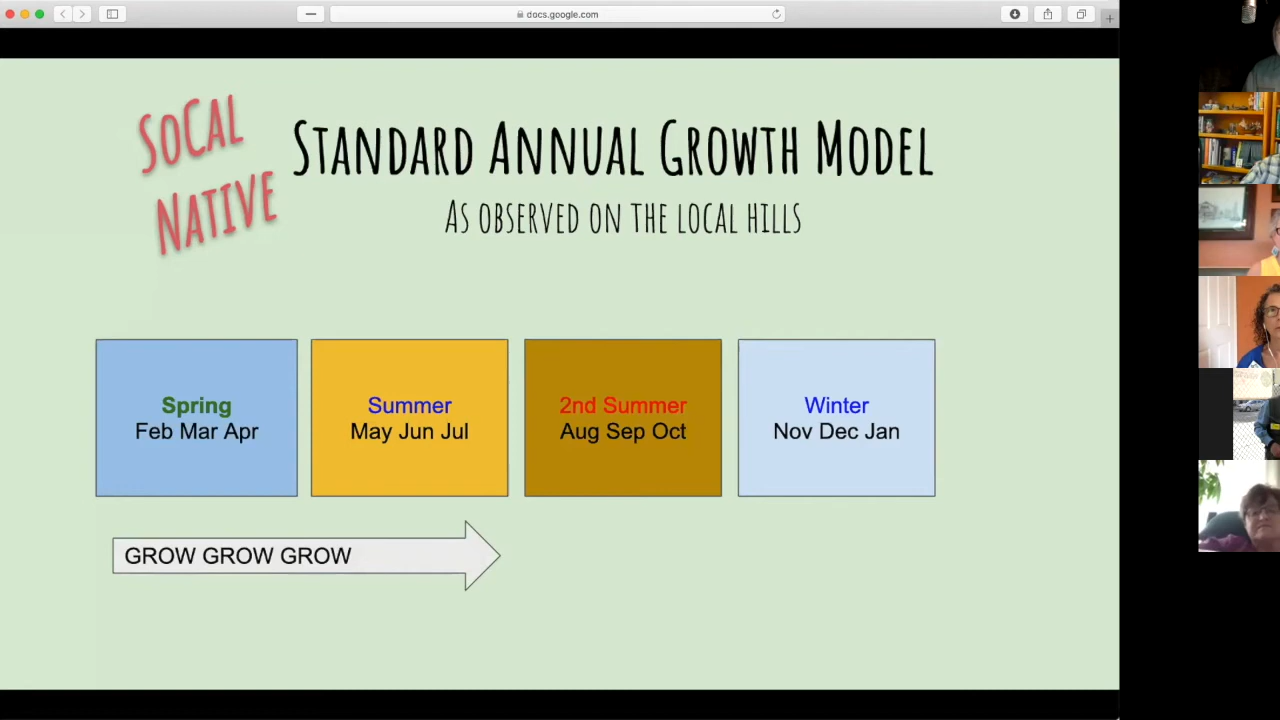 docs.google.com
SOCAL
NATIVE
STANDARD ANNUAL GROWTH MODEL
AS OBSERVED ON THE LOCAL HILLS
Spring
Feb Mar Apr
Summer
May Jun Jul
2nd Summer
Aug Sep Oct
Winter
Nov Dec Jan
GROW GROW GROW